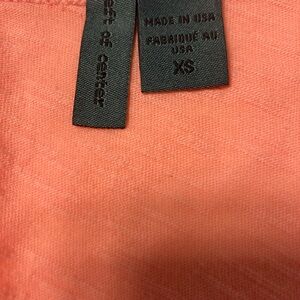 eft of center
MADE IN USA
FABRIQUÉ AU
USA
XS